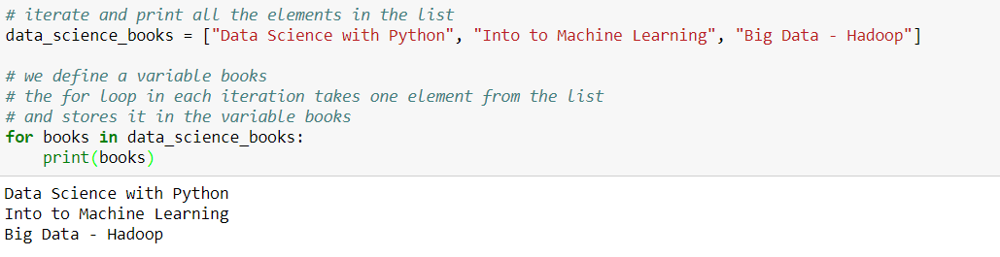 # iterate and print all the elements in the list
data_science_books = ["Data Science with Python", "Into to Machine Learning", "Big Data - Hadoop"]
# we define a variable books
# the for loop in each iteration takes one element from the list
# and stores it in the variable books
for books in data_science_books:
    print(books)
Data Science with Python
Into to Machine Learning
Big Data - Hadoop